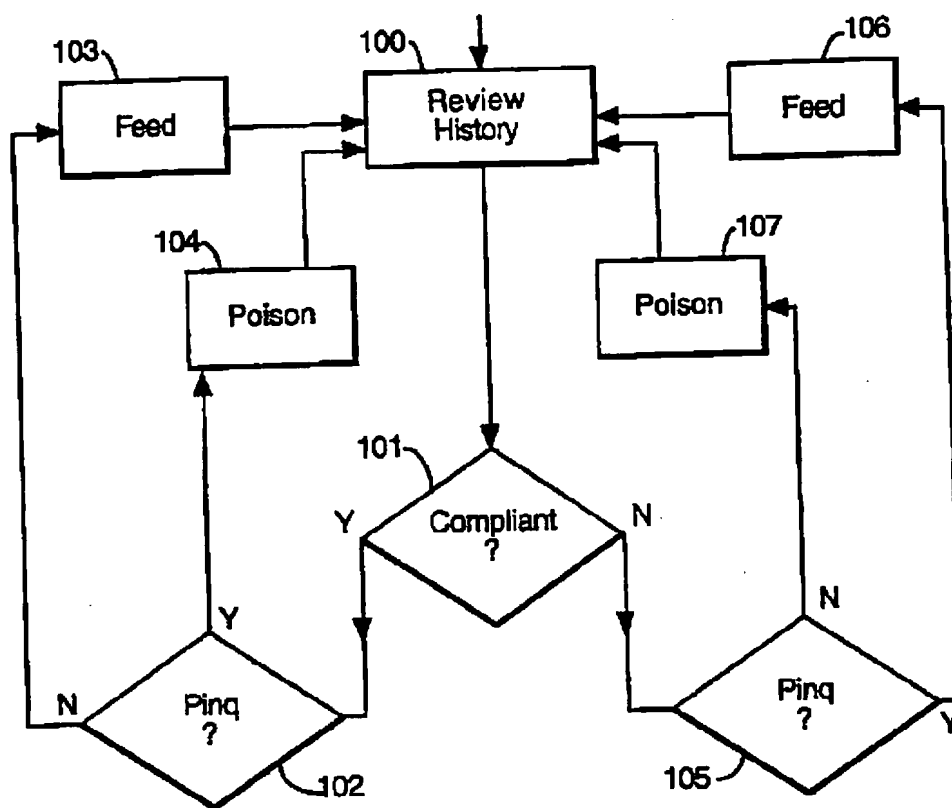 103
100
106
Feed
Review
History
Feed
104
107
Poison
Poison
101
Y
Compliant
?
N
Y
N
N
Pinq
?
Pinq
?
Y
102
105